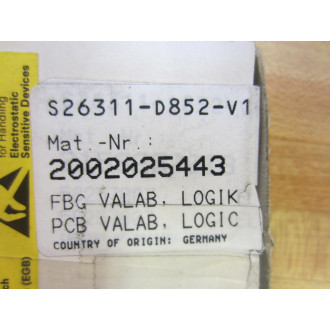 for Handling
Electrostatic
Sensitive Devices
S26311-D852-V1
Mat.-Nr.:
2002025443
FBG VALAB, LOGIK
PCB VALAB, LOGIC
COUNTRY OF ORIGIN: GERMANY
(EGB)